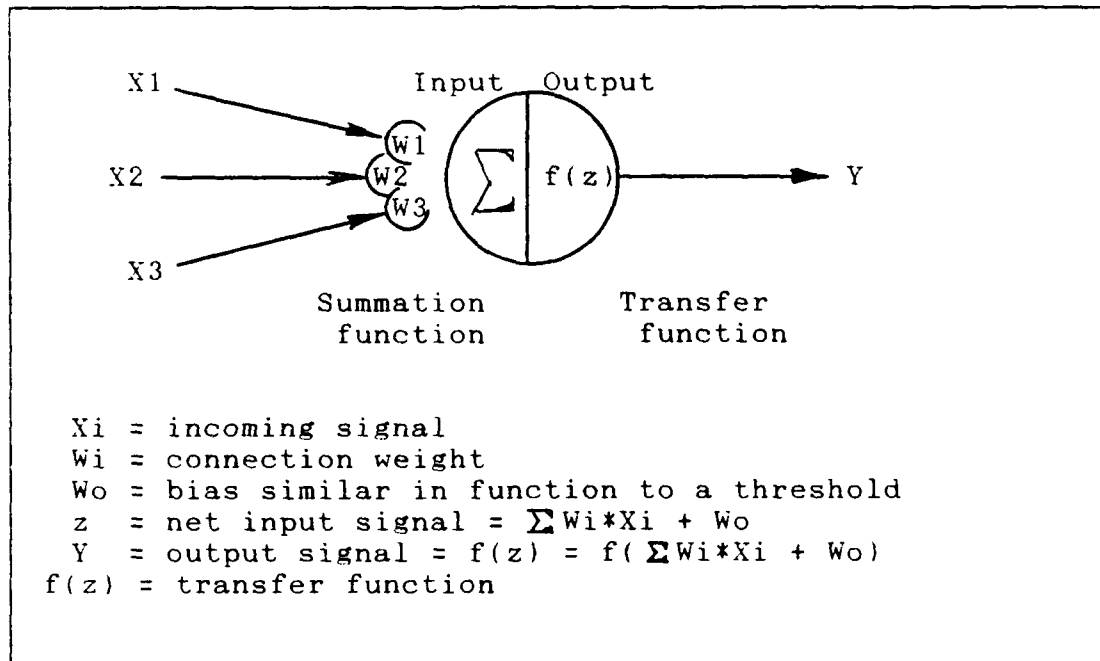 X1
Input Output
W1
X2
W2
Σ
f(z)
Y
W3
X3
Summation function
Transfer function
Xi = incoming signal
Wi = connection weight
Wo = bias similar in function to a threshold
z = net input signal = ΣWi*Xi + Wo
Y = output signal = f(z) = f(ΣWi*Xi + Wo)
f(z) = transfer function